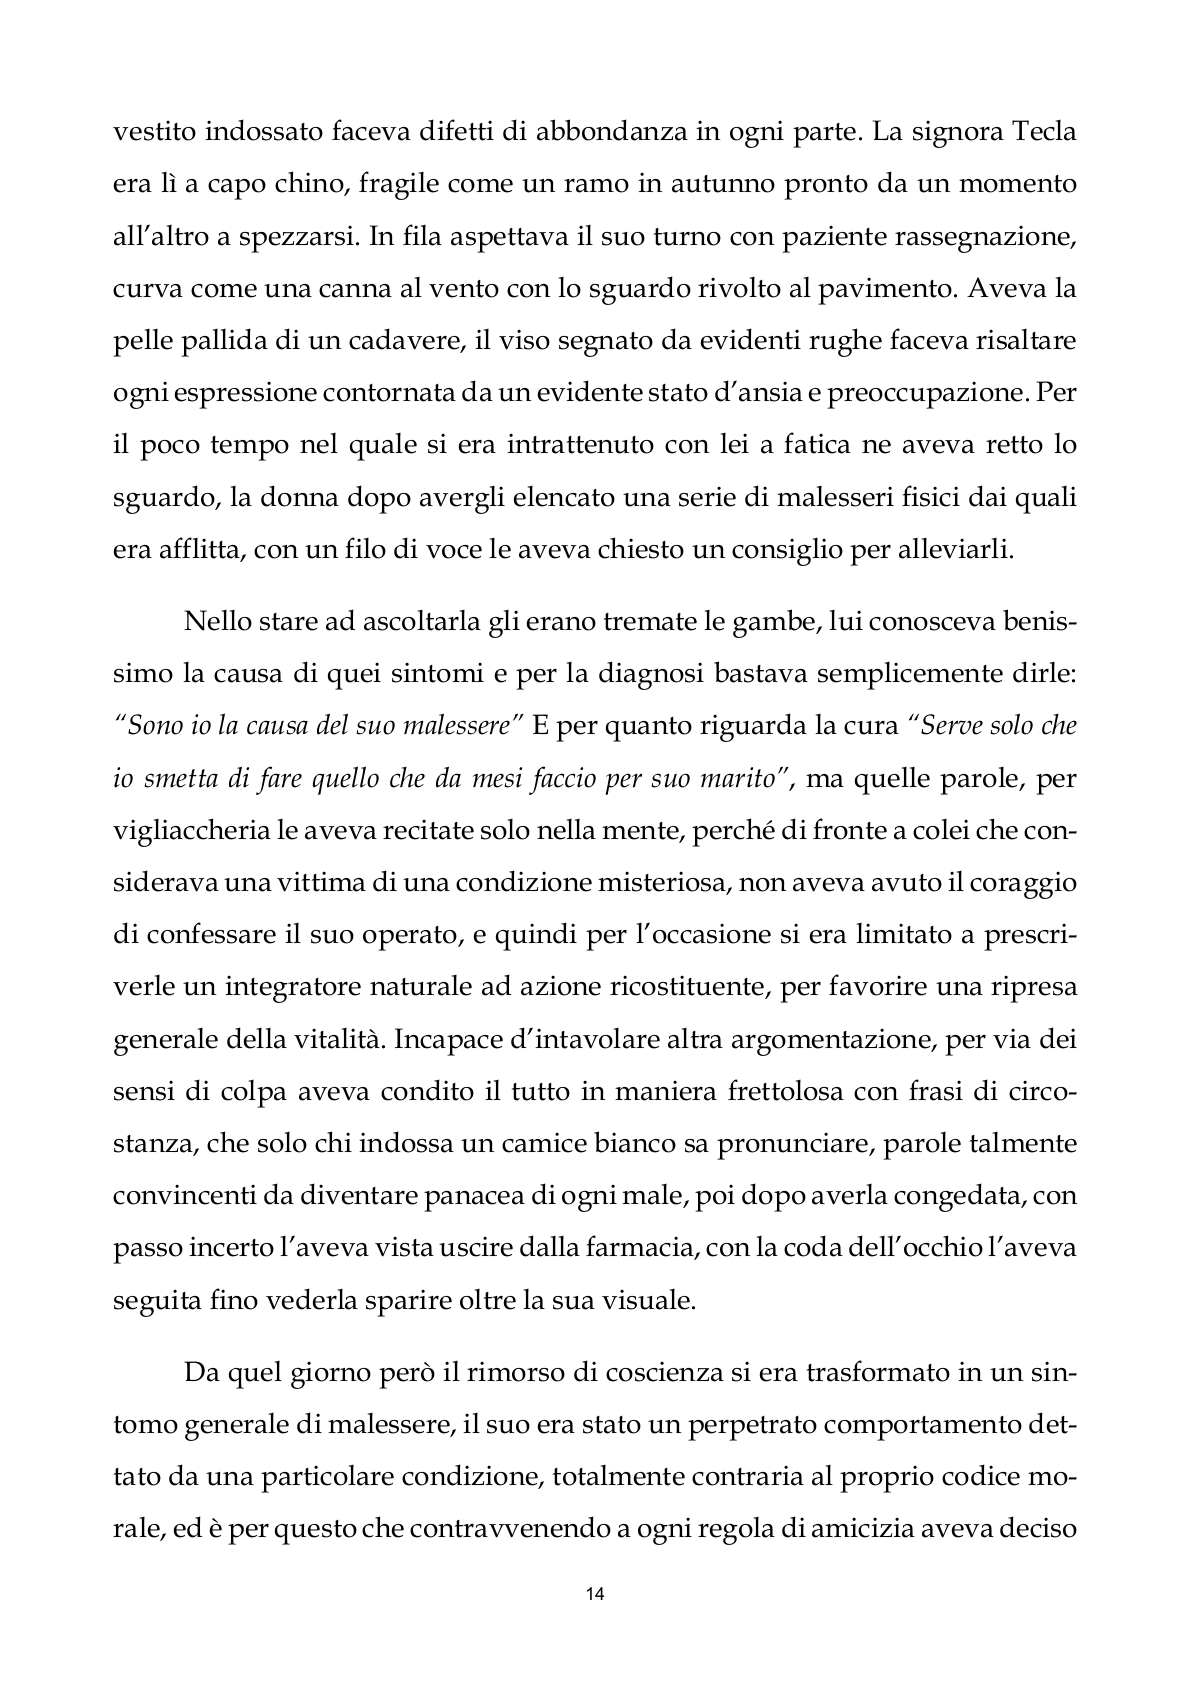 vestito indossato faceva difetti di abbondanza in ogni parte. La signora Tecla
era lì a capo chino, fragile come un ramo in autunno pronto da un momento
all’altro a spezzarsi. In fila aspettava il suo turno con paziente rassegnazione,
curva come una canna al vento con lo sguardo rivolto al pavimento. Aveva la
pelle pallida di un cadavere, il viso segnato da evidenti rughe faceva risaltare
ogni espressione contornata da un evidente stato d’ansia e preoccupazione. Per
il poco tempo nel quale si era intrattenuto con lei a fatica ne aveva retto lo
sguardo, la donna dopo avergli elencato una serie di malesseri fisici dai quali
era afflitta, con un filo di voce le aveva chiesto un consiglio per alleviarli.
Nello stare ad ascoltarla gli erano tremate le gambe, lui conosceva benis-
simo la causa di quei sintomi e per la diagnosi bastava semplicemente dirle:
“Sono io la causa del suo malessere” E per quanto riguarda la cura “Serve solo che
io smetta di fare quello che da mesi faccio per suo marito”, ma quelle parole, per
vigliaccheria le aveva recitate solo nella mente, perché di fronte a colei che con-
siderava una vittima di una condizione misteriosa, non aveva avuto il coraggio
di confessare il suo operato, e quindi per l’occasione si era limitato a prescri-
verle un integratore naturale ad azione ricostituente, per favorire una ripresa
generale della vitalità. Incapace d’intavolare altra argomentazione, per via dei
sensi di colpa aveva condito il tutto in maniera frettolosa con frasi di circo-
stanza, che solo chi indossa un camice bianco sa pronunciare, parole talmente
convincenti da diventare panacea di ogni male, poi dopo averla congedata, con
passo incerto l’aveva vista uscire dalla farmacia, con la coda dell’occhio l’aveva
seguita fino vederla sparire oltre la sua visuale.
Da quel giorno però il rimorso di coscienza si era trasformato in un sin-
tomo generale di malessere, il suo era stato un perpetrato comportamento det-
tato da una particolare condizione, totalmente contraria al proprio codice mo-
rale, ed è per questo che contravvenendo a ogni regola di amicizia aveva deciso
14